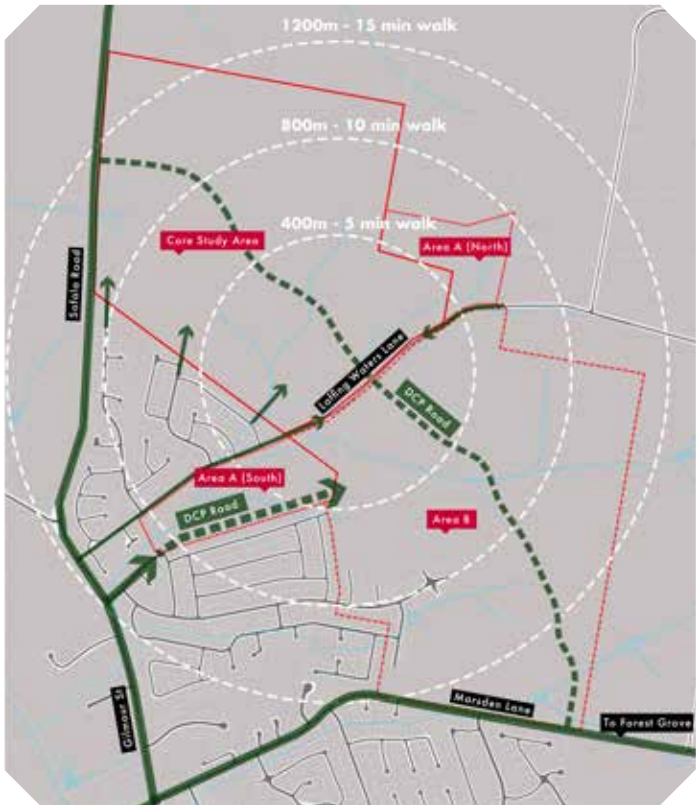 1200m - 15 min walk
800m - 10 min walk
400m - 5 min walk
Core Study Area
Area A (North)
Sofala Road
Laffing Waters Lane
DCP Road
Area A (South)
DCP Road
Area B
Gilmour St
Marsden Lane
To Forest Grove